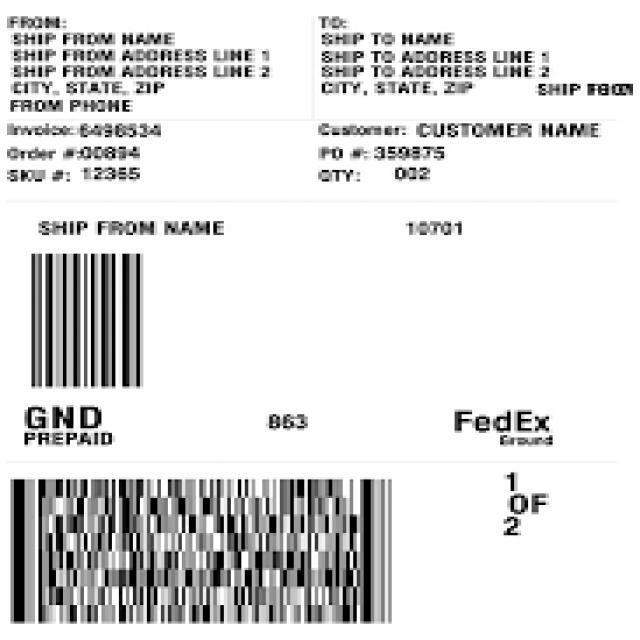 FROM:
SHIP FROM NAME
SHIP FROM ADDRESS LINE 1
SHIP FROM ADDRESS LINE 2
CITY, STATE, ZIP
FROM PHONE
TO:
SHIP TO NAME
SHIP TO ADDRESS LINE 1
SHIP TO ADDRESS LINE 2
CITY, STATE, ZIP SHIP
Invoice: 6498534
Order #:00894
SKU #: 12365
Customer: CUSTOMER NAME
PO #: 359875
QTY: 002
SHIP FROM NAME 10701
GND
PREPAID
863
FedEx
Ground
1
OF
2